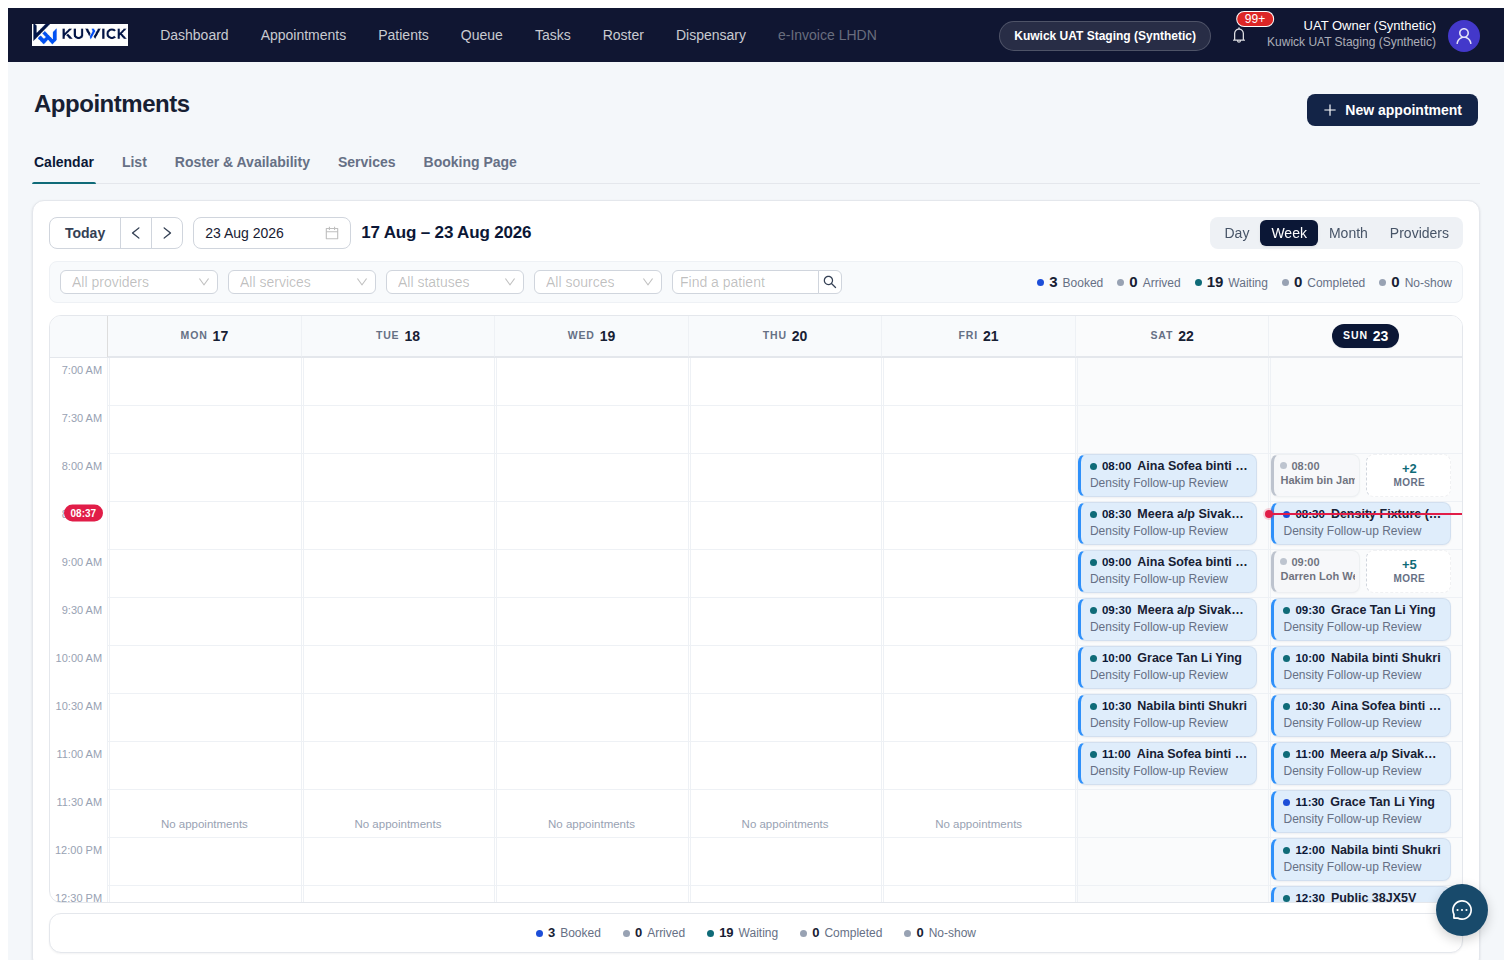 KUWICK Dashboard Appointments Patients Queue Tasks Roster Dispensary e-Invoice LHDN Kuwick UAT Staging (Synthetic) 99+ UAT Owner (Synthetic)
Kuwick UAT Staging (Synthetic)
Appointments
New appointment
Calendar List Roster & Availability Services Booking Page
Today 23 Aug 2026 17 Aug – 23 Aug 2026 Day Week Month Providers
All providers All services All statuses All sources Find a patient 3 Booked 0 Arrived 19 Waiting 0 Completed 0 No-show
MON 17 TUE 18 WED 19 THU 20 FRI 21 SAT 22 SUN 23
7:00 AM
7:30 AM
8:00 AM 08:00 Aina Sofea binti … 08:00 +2
Density Follow-up Review Hakim bin Jam MORE
08:37 08:30 Meera a/p Sivak… 08:30 Density Fixture (…
Density Follow-up Review Density Follow-up Review
9:00 AM 09:00 Aina Sofea binti … 09:00 +5
Density Follow-up Review Darren Loh We MORE
9:30 AM 09:30 Meera a/p Sivak… 09:30 Grace Tan Li Ying
Density Follow-up Review Density Follow-up Review
10:00 AM 10:00 Grace Tan Li Ying 10:00 Nabila binti Shukri
Density Follow-up Review Density Follow-up Review
10:30 AM 10:30 Nabila binti Shukri 10:30 Aina Sofea binti …
Density Follow-up Review Density Follow-up Review
11:00 AM 11:00 Aina Sofea binti … 11:00 Meera a/p Sivak…
Density Follow-up Review Density Follow-up Review
11:30 AM 11:30 Grace Tan Li Ying
No appointments No appointments No appointments No appointments No appointments Density Follow-up Review
12:00 PM 12:00 Nabila binti Shukri
Density Follow-up Review
12:30 PM 12:30 Public 38JX5V
3 Booked 0 Arrived 19 Waiting 0 Completed 0 No-show